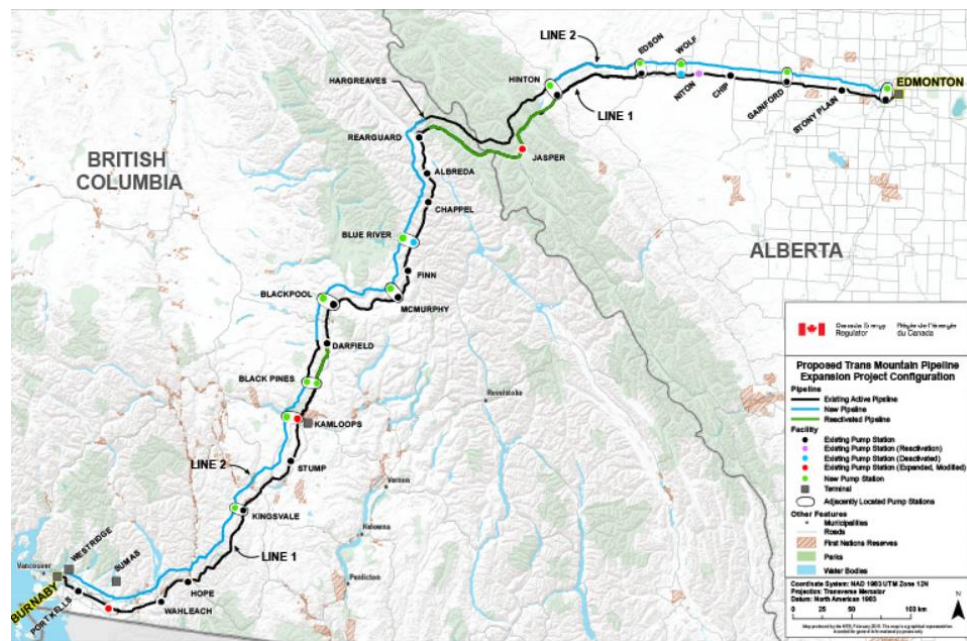 LINE 2
EDSON
WOLF
HINTON
NITON
CHIP
GAINFORD
STONY PLAIN
EDMONTON
LINE 1
HARGREAVES
REARGUARD
JASPER
BRITISH
COLUMBIA
ALBREDA
CHAPPEL
BLUE RIVER
ALBERTA
FINN
BLACKPOOL
MCMURPHY
DARFIELD
BLACK PINES
Revelstoke
KAMLOOPS
STUMP
LINE 2
Vernon
KINGSVALE
Kelowna
LINE 1
Vancouver
WESTRIDGE
SUMAS
Penticton
BURNABY
PORT KELLS
HOPE
WAHLEACH
Canada Energy Régie de l'énergie
Regulator du Canada
Proposed Trans Mountain Pipeline
Expansion Project Configuration
Pipeline
Existing Active Pipeline
New Pipeline
Reactivated Pipeline
Facility
Existing Pump Station
Existing Pump Station (Reactivation)
Existing Pump Station (Deactivated)
Existing Pump Station (Expanded, Modified)
New Pump Station
Terminal
Adjacently Located Pump Stations
Other Features
Municipalities
Roads
First Nations Reserves
Parks
Water Bodies
Coordinate System: NAD 1983 UTM Zone 12N
Projection: Transverse Mercator
Datum: North American 1983
N
0 25 50 100 km